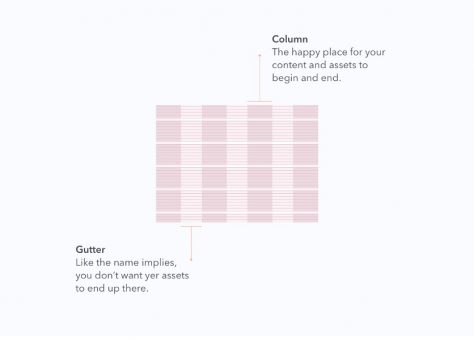 Column
The happy place for your
content and assets to
begin and end.
Gutter
Like the name implies,
you don't want yer assets
to end up there.